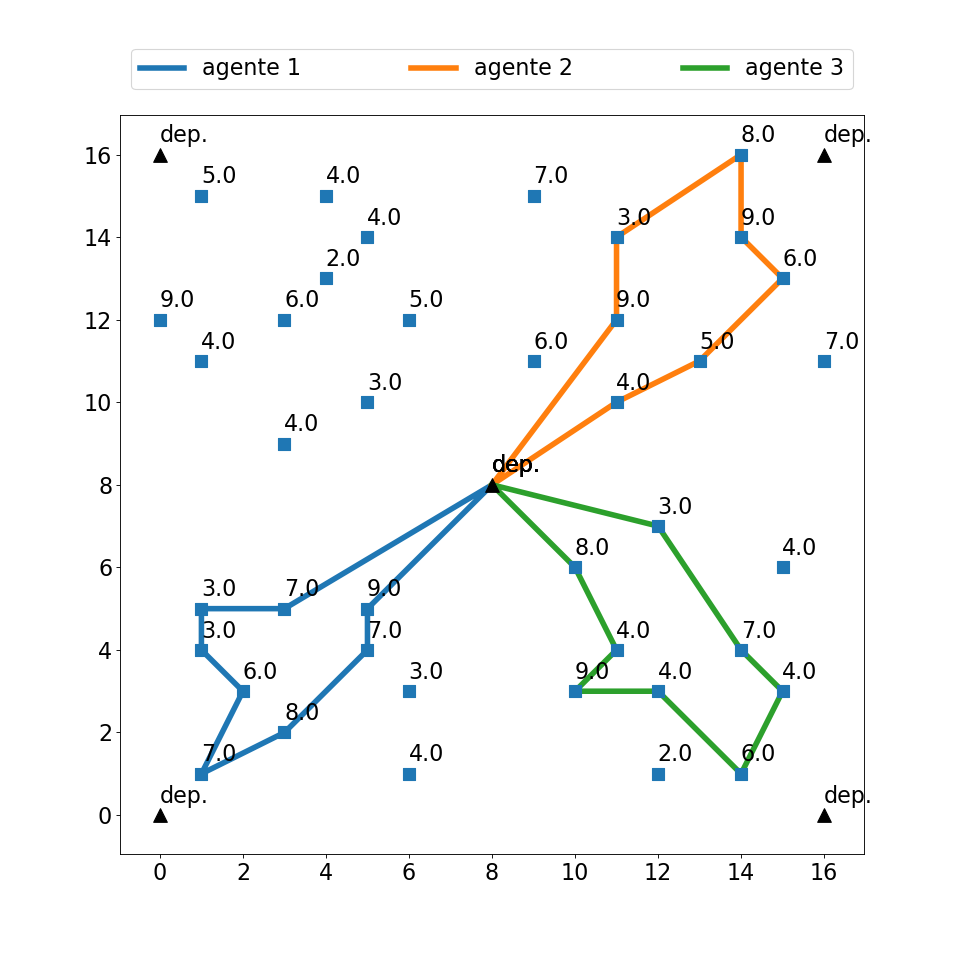 agente 1 agente 2 agente 3
dep. 8.0 dep.
16
5.0 4.0 7.0
4.0 3.0 9.0
14
2.0 6.0
9.0 6.0 5.0 9.0
12
4.0 6.0 5.0 7.0
3.0 4.0
10
4.0
dep. dep.
8
3.0
8.0 4.0
6
3.0 7.0 9.0
3.0 7.0 4.0 7.0
4
6.0 3.0 9.0 4.0 4.0
8.0
2
7.0 4.0 2.0 6.0
dep. dep.
0
0 2 4 6 8 10 12 14 16